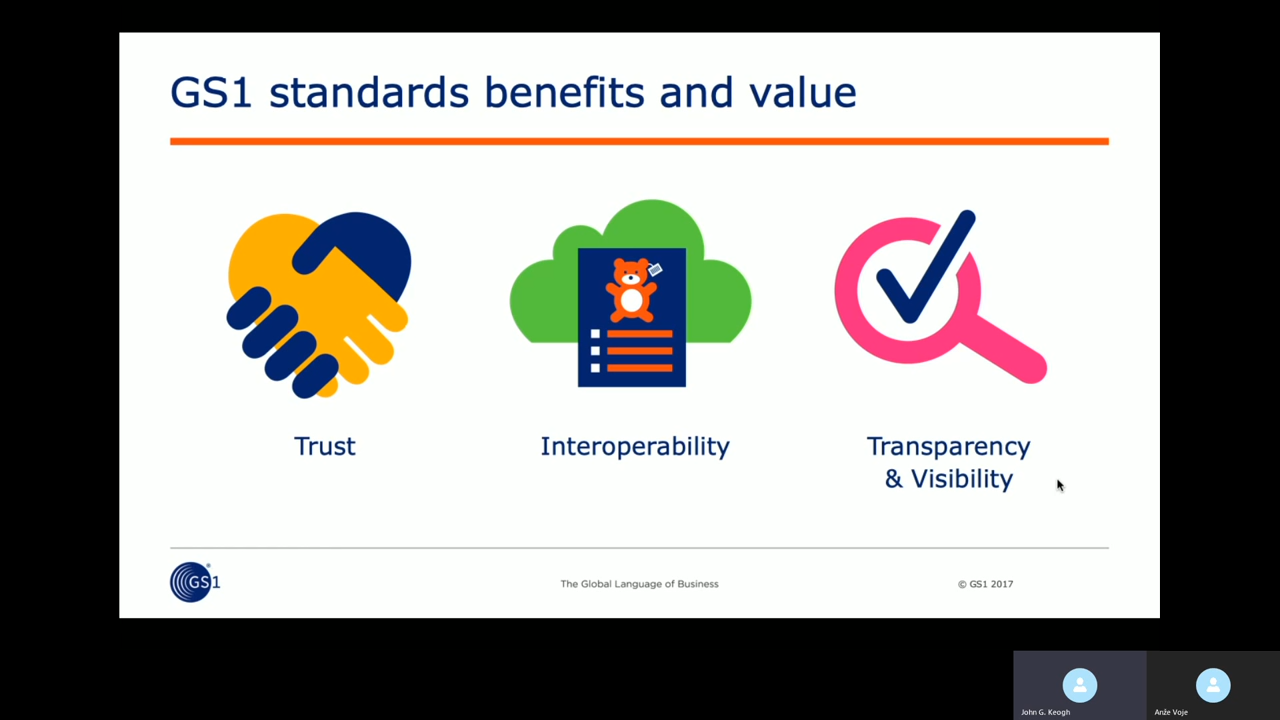 GS1 standards benefits and value
Trust
Interoperability
Transparency
& Visibility
GS1
The Global Language of Business
© GS1 2017
John G. Keogh
Anže Voje